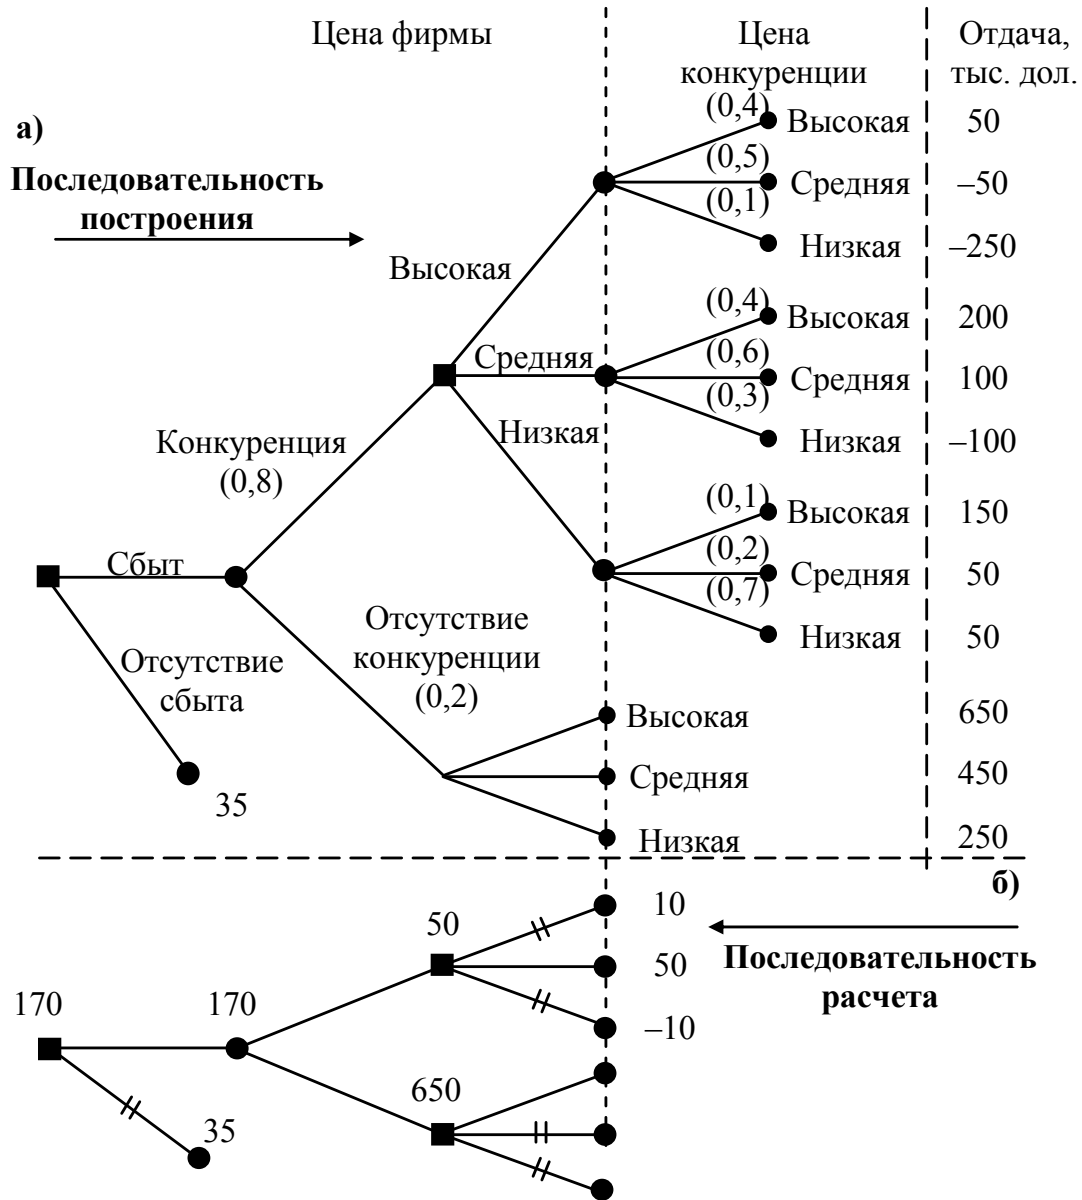 Цена фирмы
Цена
конкуренции
Отдача,
тыс. дол.
а)
Последовательность
построения
(0,4)
Высокая
50
(0,5)
Средняя
–50
(0,1)
Низкая
–250
Высокая
(0,4)
Высокая
200
Средняя
(0,6)
Средняя
100
Низкая
(0,3)
Низкая
–100
Конкуренция
(0,8)
(0,1)
Высокая
150
Сбыт
(0,2)
Средняя
50
(0,7)
Низкая
50
Отсутствие
конкуренции
(0,2)
Отсутствие
сбыта
35
Высокая
650
Средняя
450
Низкая
250
б)
50
10
50
–10
Последовательность
расчета
170
170
650
35